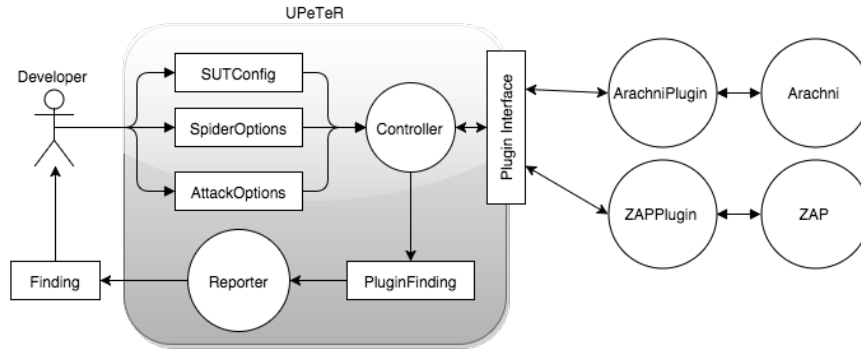 UPeTeR
Developer
SUTConfig
SpiderOptions
AttackOptions
Controller
Plugin Interface
ArachniPlugin
Arachni
ZAPPlugin
ZAP
Finding
Reporter
PluginFinding